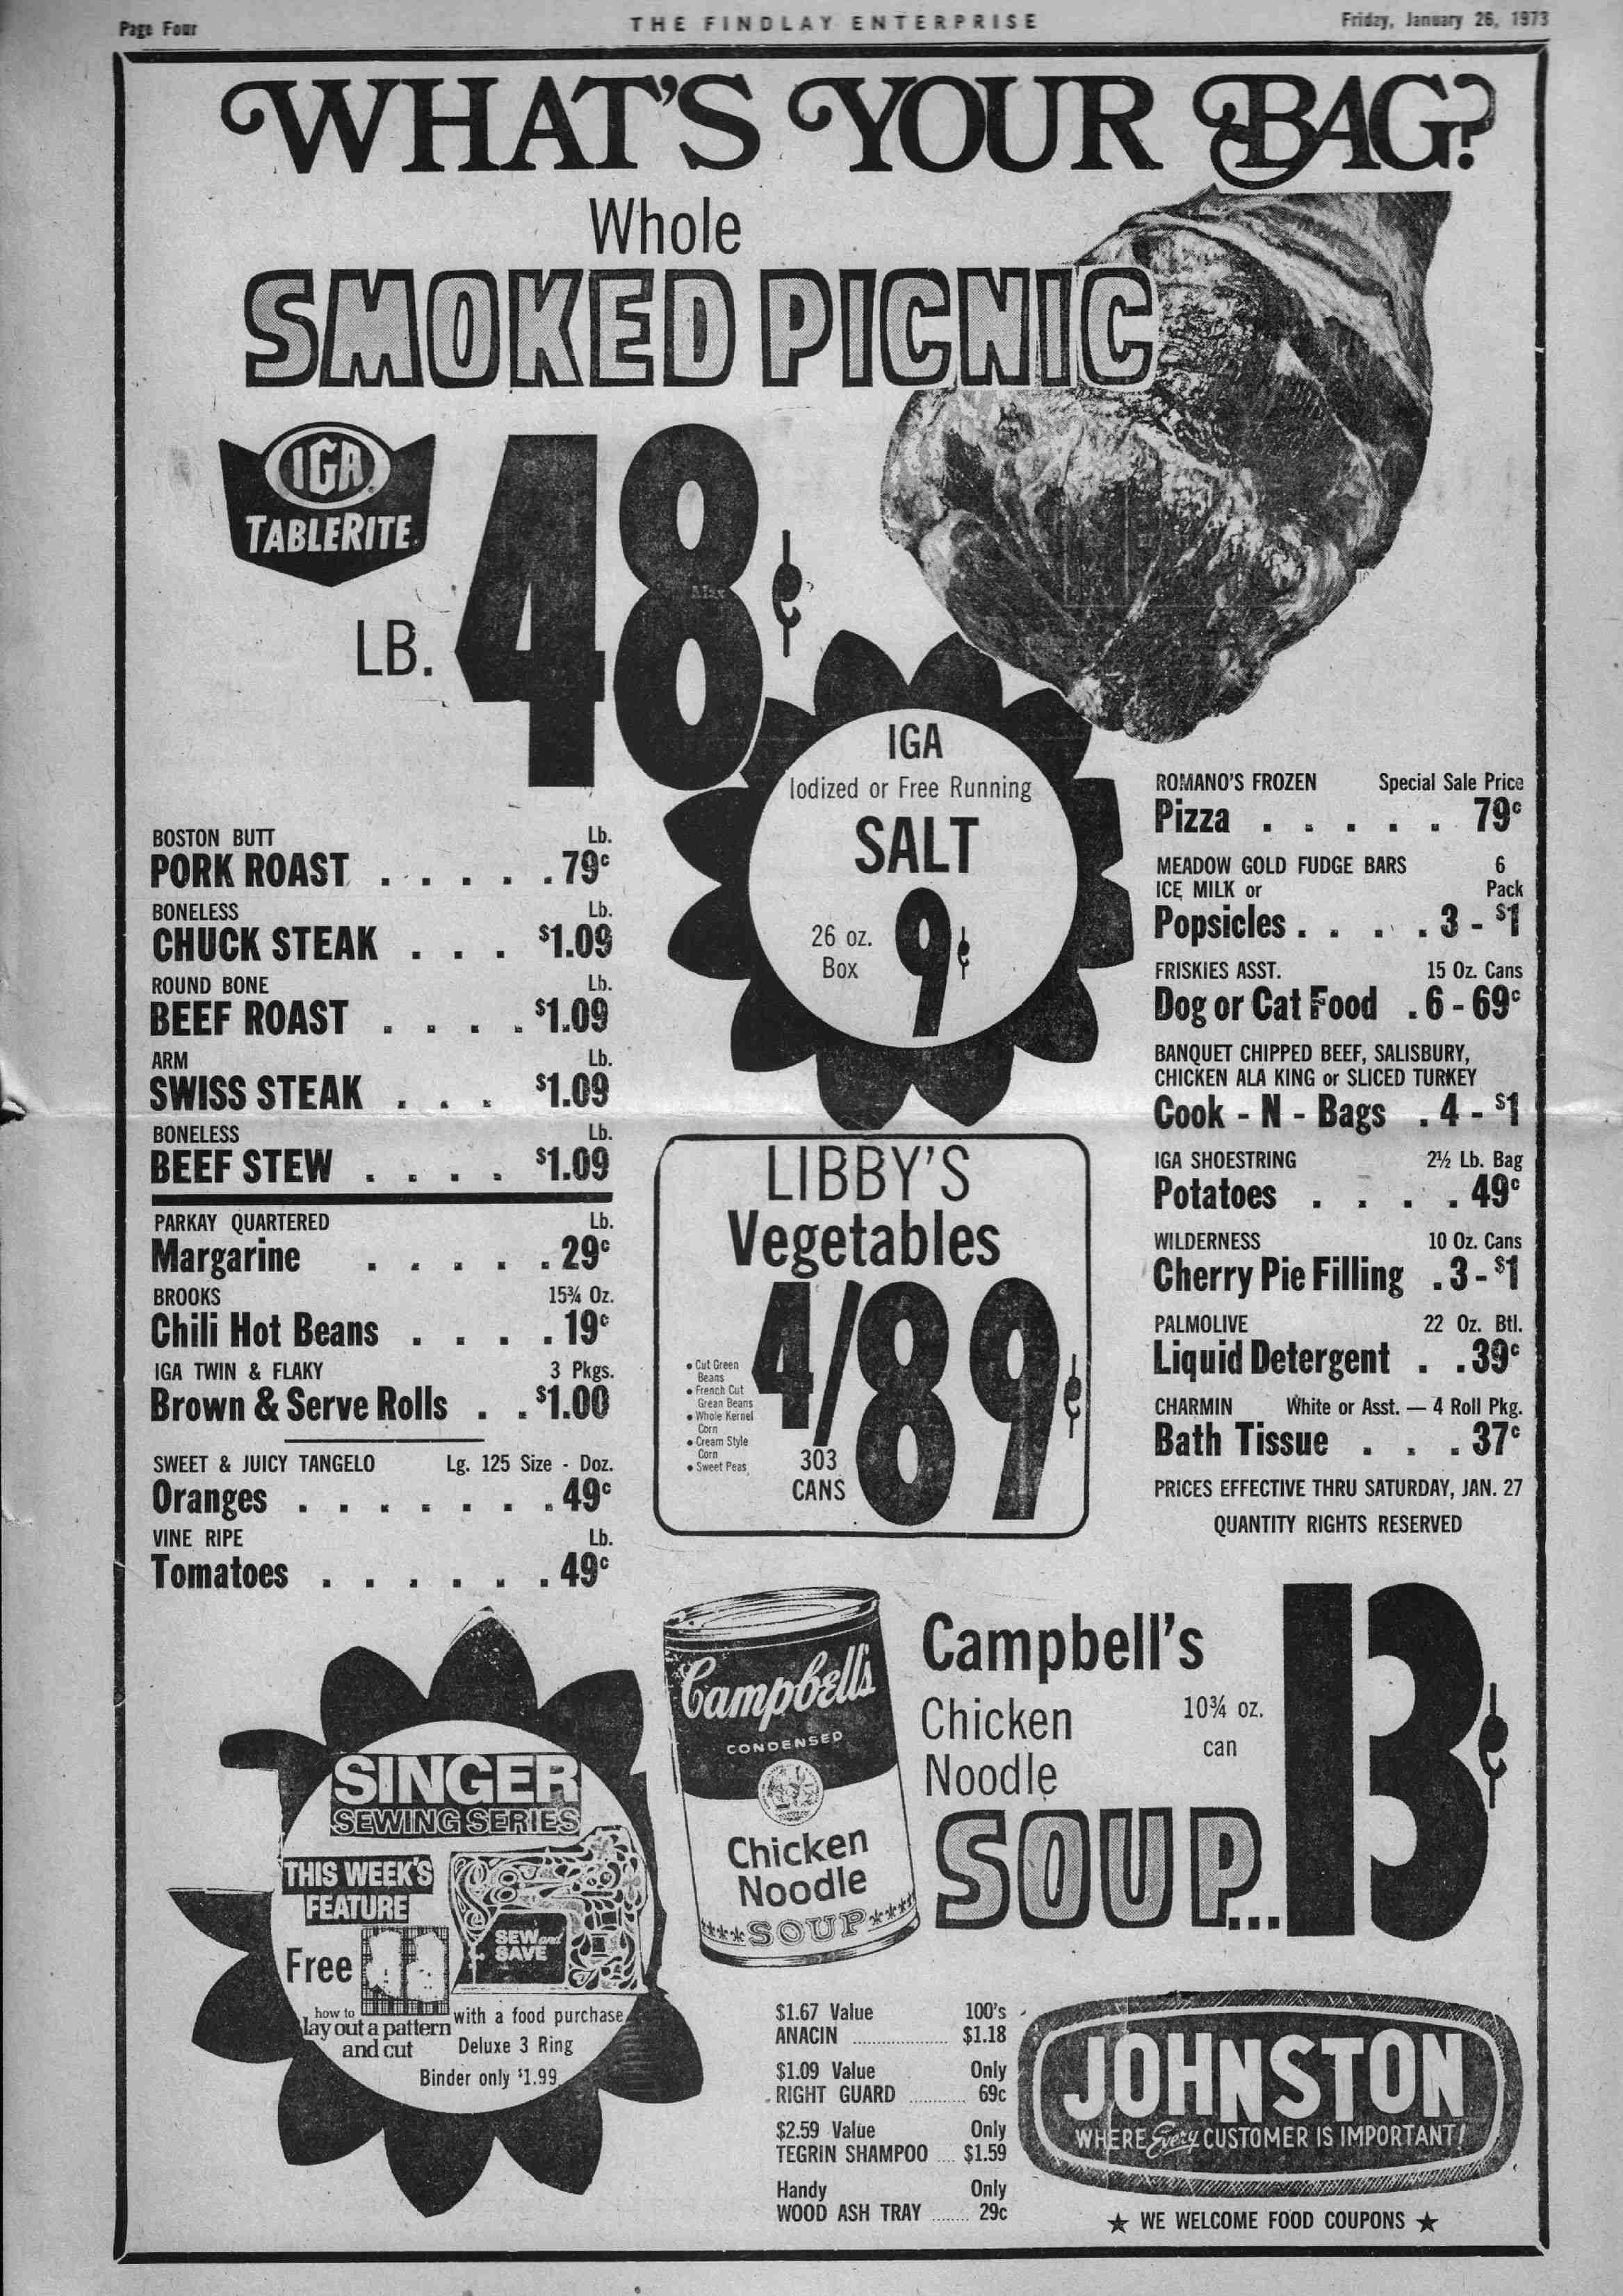 Page Four
THE FINDLAY ENTERPRISE
Friday, January 26, 1973
WHAT'S YOUR BAG?
Whole
SMOKED PICNIC
IGA
TABLERITE
LB. 48¢
IGA
Iodized or Free Running
SALT
26 oz.
Box
9¢
BOSTON BUTT Lb.
PORK ROAST . . . . . . 79c
BONELESS Lb.
CHUCK STEAK . . . $1.09
ROUND BONE Lb.
BEEF ROAST . . . . $1.09
ARM Lb.
SWISS STEAK . . . $1.09
BONELESS Lb.
BEEF STEW . . . . $1.09
PARKAY QUARTERED Lb.
Margarine . . . . . 29c
BROOKS 15¾ Oz.
Chili Hot Beans . . . . 19c
IGA TWIN & FLAKY 3 Pkgs.
Brown & Serve Rolls . . $1.00
SWEET & JUICY TANGELO Lg. 125 Size - Doz.
Oranges . . . . . . . 49c
VINE RIPE Lb.
Tomatoes . . . . . . 49c
LIBBY'S
Vegetables
4/89¢
• Cut Green
Beans
• French Cut
Grean Beans
• Whole Kernel
Corn
• Cream Style
Corn
• Sweet Peas
303
CANS
ROMANO'S FROZEN Special Sale Price
Pizza . . . . . . 79c
MEADOW GOLD FUDGE BARS 6
ICE MILK or Pack
Popsicles . . . . . 3 - $1
FRISKIES ASST. 15 Oz. Cans
Dog or Cat Food . 6 - 69c
BANQUET CHIPPED BEEF, SALISBURY,
CHICKEN ALA KING or SLICED TURKEY
Cook - N - Bags . 4 - $1
IGA SHOESTRING 2½ Lb. Bag
Potatoes . . . . 49c
WILDERNESS 10 Oz. Cans
Cherry Pie Filling . 3 - $1
PALMOLIVE 22 Oz. Btl.
Liquid Detergent . . 39c
CHARMIN White or Asst. — 4 Roll Pkg.
Bath Tissue . . . 37c
PRICES EFFECTIVE THRU SATURDAY, JAN. 27
QUANTITY RIGHTS RESERVED
Campbell's
CONDENSED
Chicken
Noodle
SOUP
Campbell's
Chicken
Noodle
SOUP...
10¾ oz.
can
13¢
SINGER
SEWING SERIES
THIS WEEK'S
FEATURE
SEW and
SAVE
Free
how to
lay out a pattern
and cut
with a food purchase
Deluxe 3 Ring
Binder only $1.99
$1.67 Value 100's
ANACIN ........ $1.18
$1.09 Value Only
RIGHT GUARD ........ 69c
$2.59 Value Only
TEGRIN SHAMPOO .... $1.59
Handy Only
WOOD ASH TRAY ........ 29c
JOHNSTON
WHERE Every CUSTOMER IS IMPORTANT!
★ WE WELCOME FOOD COUPONS ★